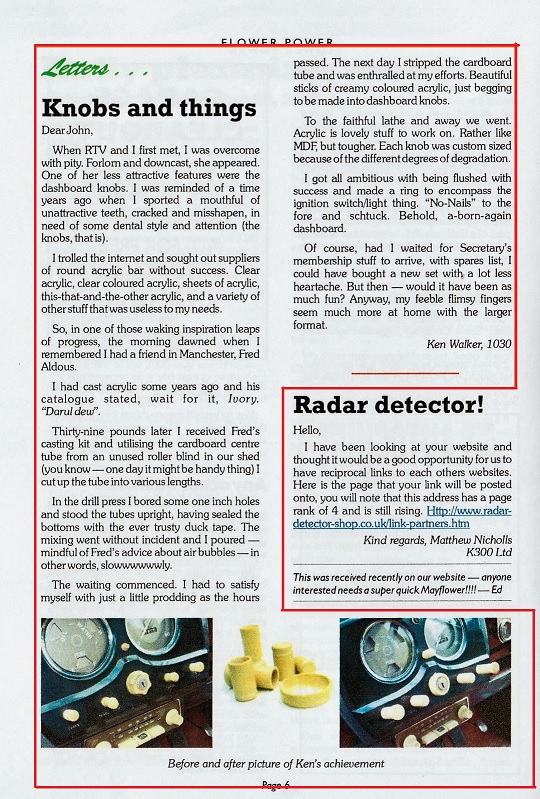 FLOWER POWER
Letters . . .
Knobs and things
Dear John,
When RTV and I first met, I was overcome
with pity. Forlorn and downcast, she appeared.
One of her less attractive features were the
dashboard knobs. I was reminded of a time
years ago when I sported a mouthful of
unattractive teeth, cracked and misshapen, in
need of some dental style and attention (the
knobs, that is).
I trolled the internet and sought out suppliers
of round acrylic bar without success. Clear
acrylic, clear coloured acrylic, sheets of acrylic,
this-that-and-the-other acrylic, and a variety of
other stuff that was useless to my needs.
So, in one of those waking inspiration leaps
of progress, the morning dawned when I
remembered I had a friend in Manchester, Fred
Aldous.
I had cast acrylic some years ago and his
catalogue stated, wait for it, Ivory.
“Darul dew”.
Thirty-nine pounds later I received Fred's
casting kit and utilising the cardboard centre
tube from an unused roller blind in our shed
(you know — one day it might be handy thing) I
cut up the tube into various lengths.
In the drill press I bored some one inch holes
and stood the tubes upright, having sealed the
bottoms with the ever trusty duck tape. The
mixing went without incident and I poured —
mindful of Fred's advice about air bubbles — in
other words, slowwwwwwly.
The waiting commenced. I had to satisfy
myself with just a little prodding as the hours
passed. The next day I stripped the cardboard
tube and was enthralled at my efforts. Beautiful
sticks of creamy coloured acrylic, just begging
to be made into dashboard knobs.
To the faithful lathe and away we went.
Acrylic is lovely stuff to work on. Rather like
MDF, but tougher. Each knob was custom sized
because of the different degrees of degradation.
I got all ambitious with being flushed with
success and made a ring to encompass the
ignition switch/light thing. “No-Nails” to the
fore and schtuck. Behold, a-born-again
dashboard.
Of course, had I waited for Secretary's
membership stuff to arrive, with spares list, I
could have bought a new set with a lot less
heartache. But then — would it have been as
much fun? Anyway, my feeble flimsy fingers
seem much more at home with the larger
format.
Ken Walker, 1030
Radar detector!
Hello,
I have been looking at your website and
thought it would be a good opportunity for us to
have reciprocal links to each others websites.
Here is the page that your link will be posted
onto, you will note that this address has a page
rank of 4 and is still rising. Http://www.radar-
detector-shop.co.uk/link-partners.htm
Kind regards, Matthew Nicholls
K300 Ltd
This was received recently on our website — anyone
interested needs a super quick Mayflower!!!! — Ed
Before and after picture of Ken's achievement
Page 6